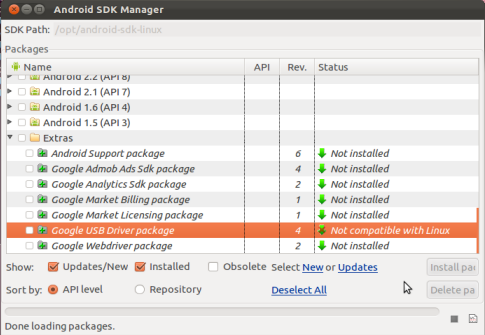 Android SDK Manager
SDK Path: /opt/android-sdk-linux
Packages
Name API Rev. Status
Android 2.2 (API 8)
Android 2.1 (API 7)
Android 1.6 (API 4)
Android 1.5 (API 3)
Extras
Android Support package 6 Not installed
Google Admob Ads Sdk package 4 Not installed
Google Analytics Sdk package 2 Not installed
Google Market Billing package 1 Not installed
Google Market Licensing package 1 Not installed
Google USB Driver package 4 Not compatible with Linux
Google Webdriver package 2 Not installed
Show: Updates/New Installed Obsolete Select New or Updates Install pac
Sort by: API level Repository Deselect All Delete pa
Done loading packages.